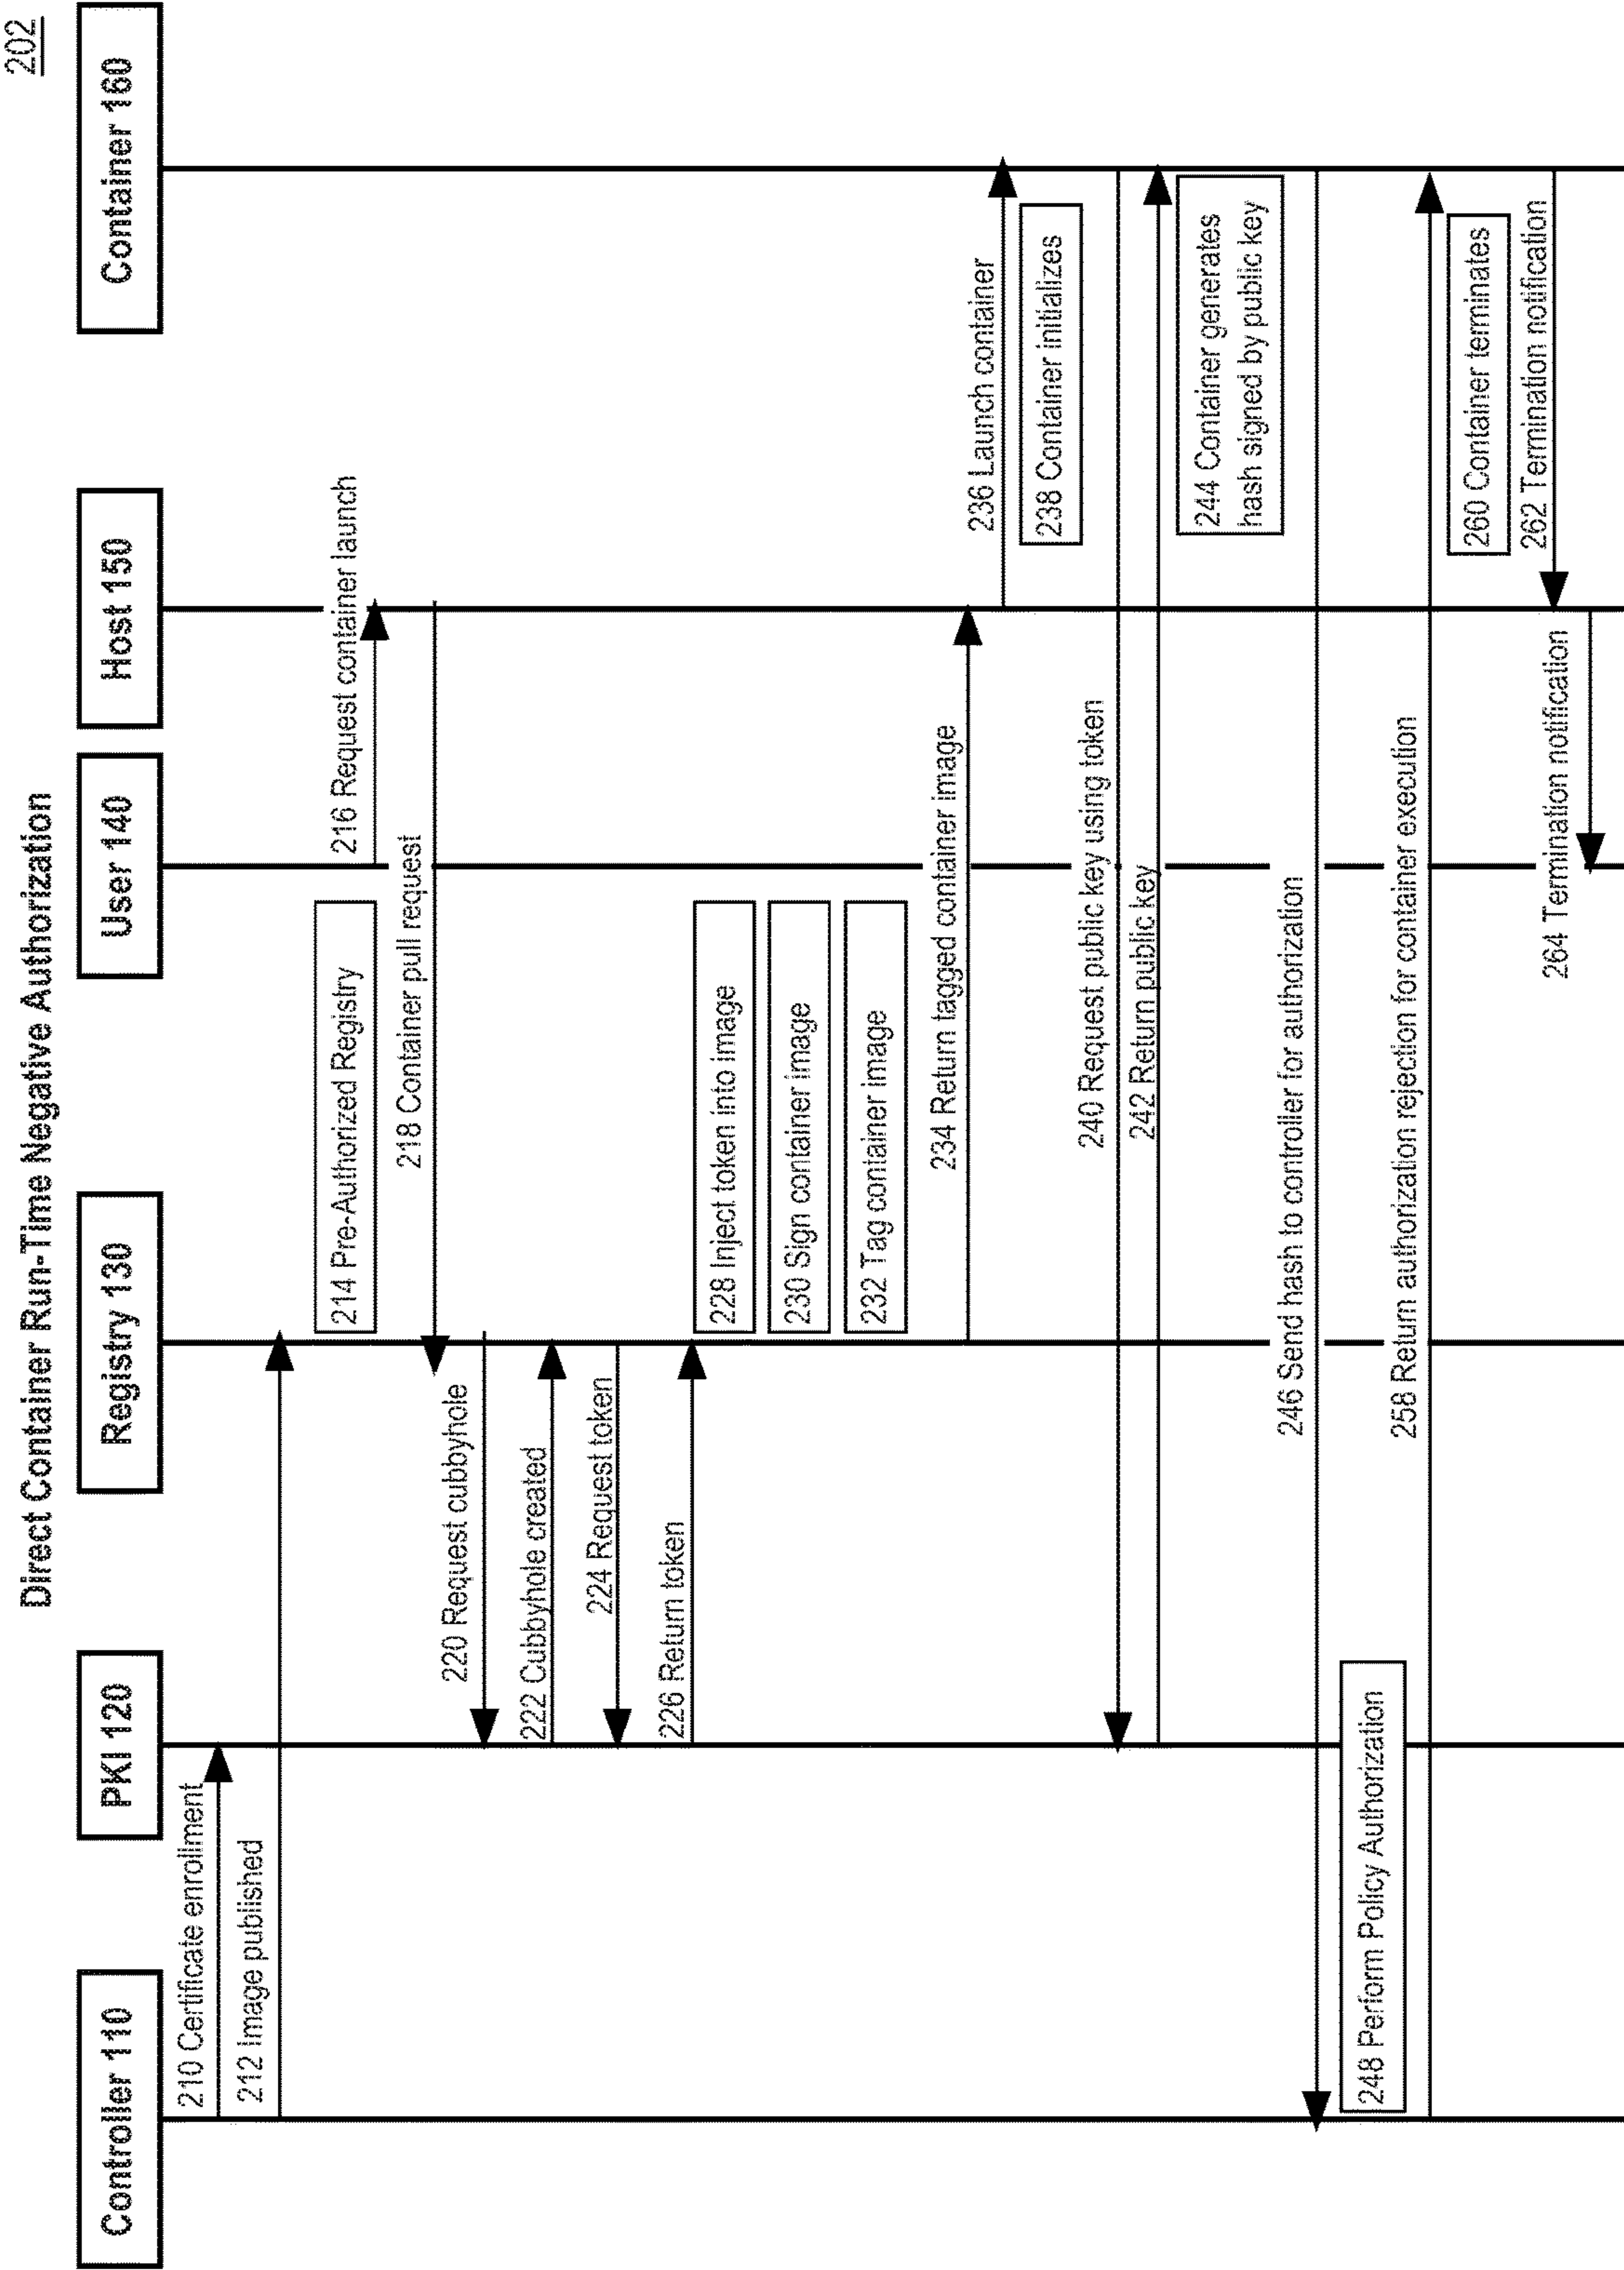 202
Direct Container Run-Time Negative Authorization
Controller 110
PKI 120
Registry 130
User 140
Host 150
Container 160
210 Certificate enrollment
212 Image published
214 Pre-Authorized Registry
216 Request container launch
218 Container pull request
220 Request cubbyhole
222 Cubbyhole created
224 Request token
226 Return token
228 Inject token into image
230 Sign container image
232 Tag container image
234 Return tagged container image
236 Launch container
238 Container initializes
240 Request public key using token
242 Return public key
244 Container generates
hash signed by public key
246 Send hash to controller for authorization
248 Perform Policy Authorization
258 Return authorization rejection for container execution
260 Container terminates
262 Termination notification
264 Termination notification